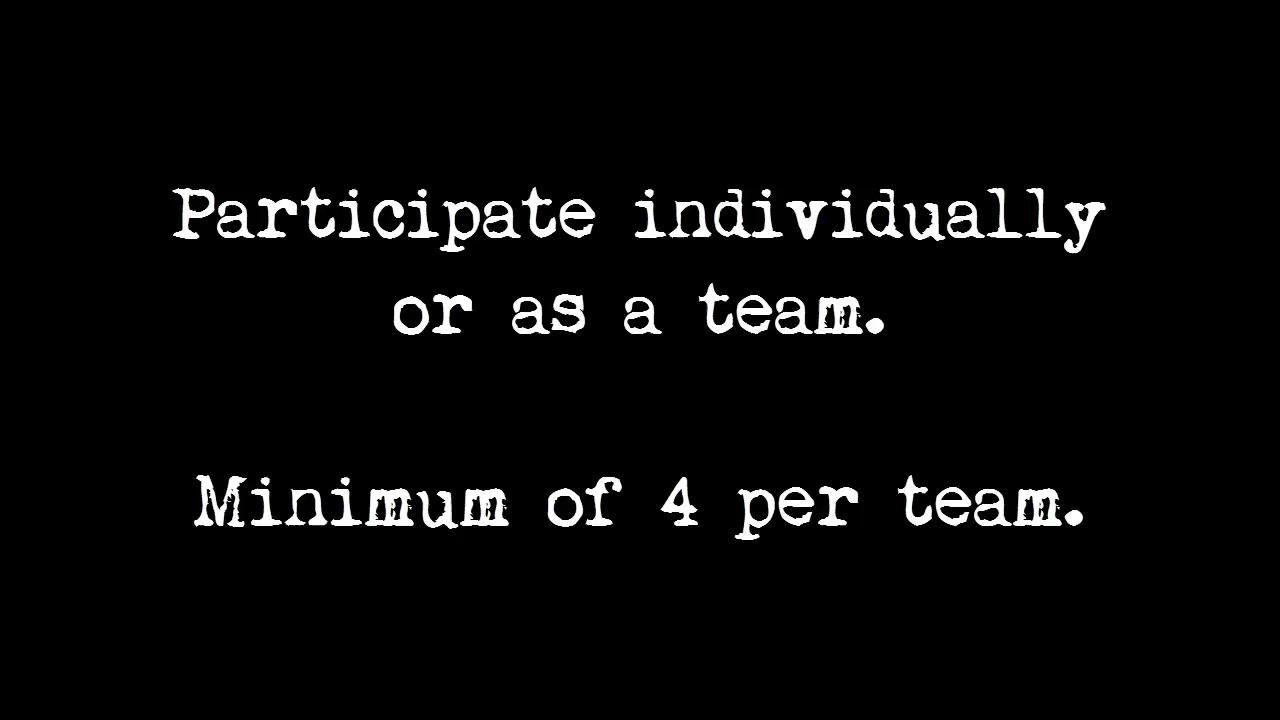 Participate individually
or as a team.
Minimum of 4 per team.